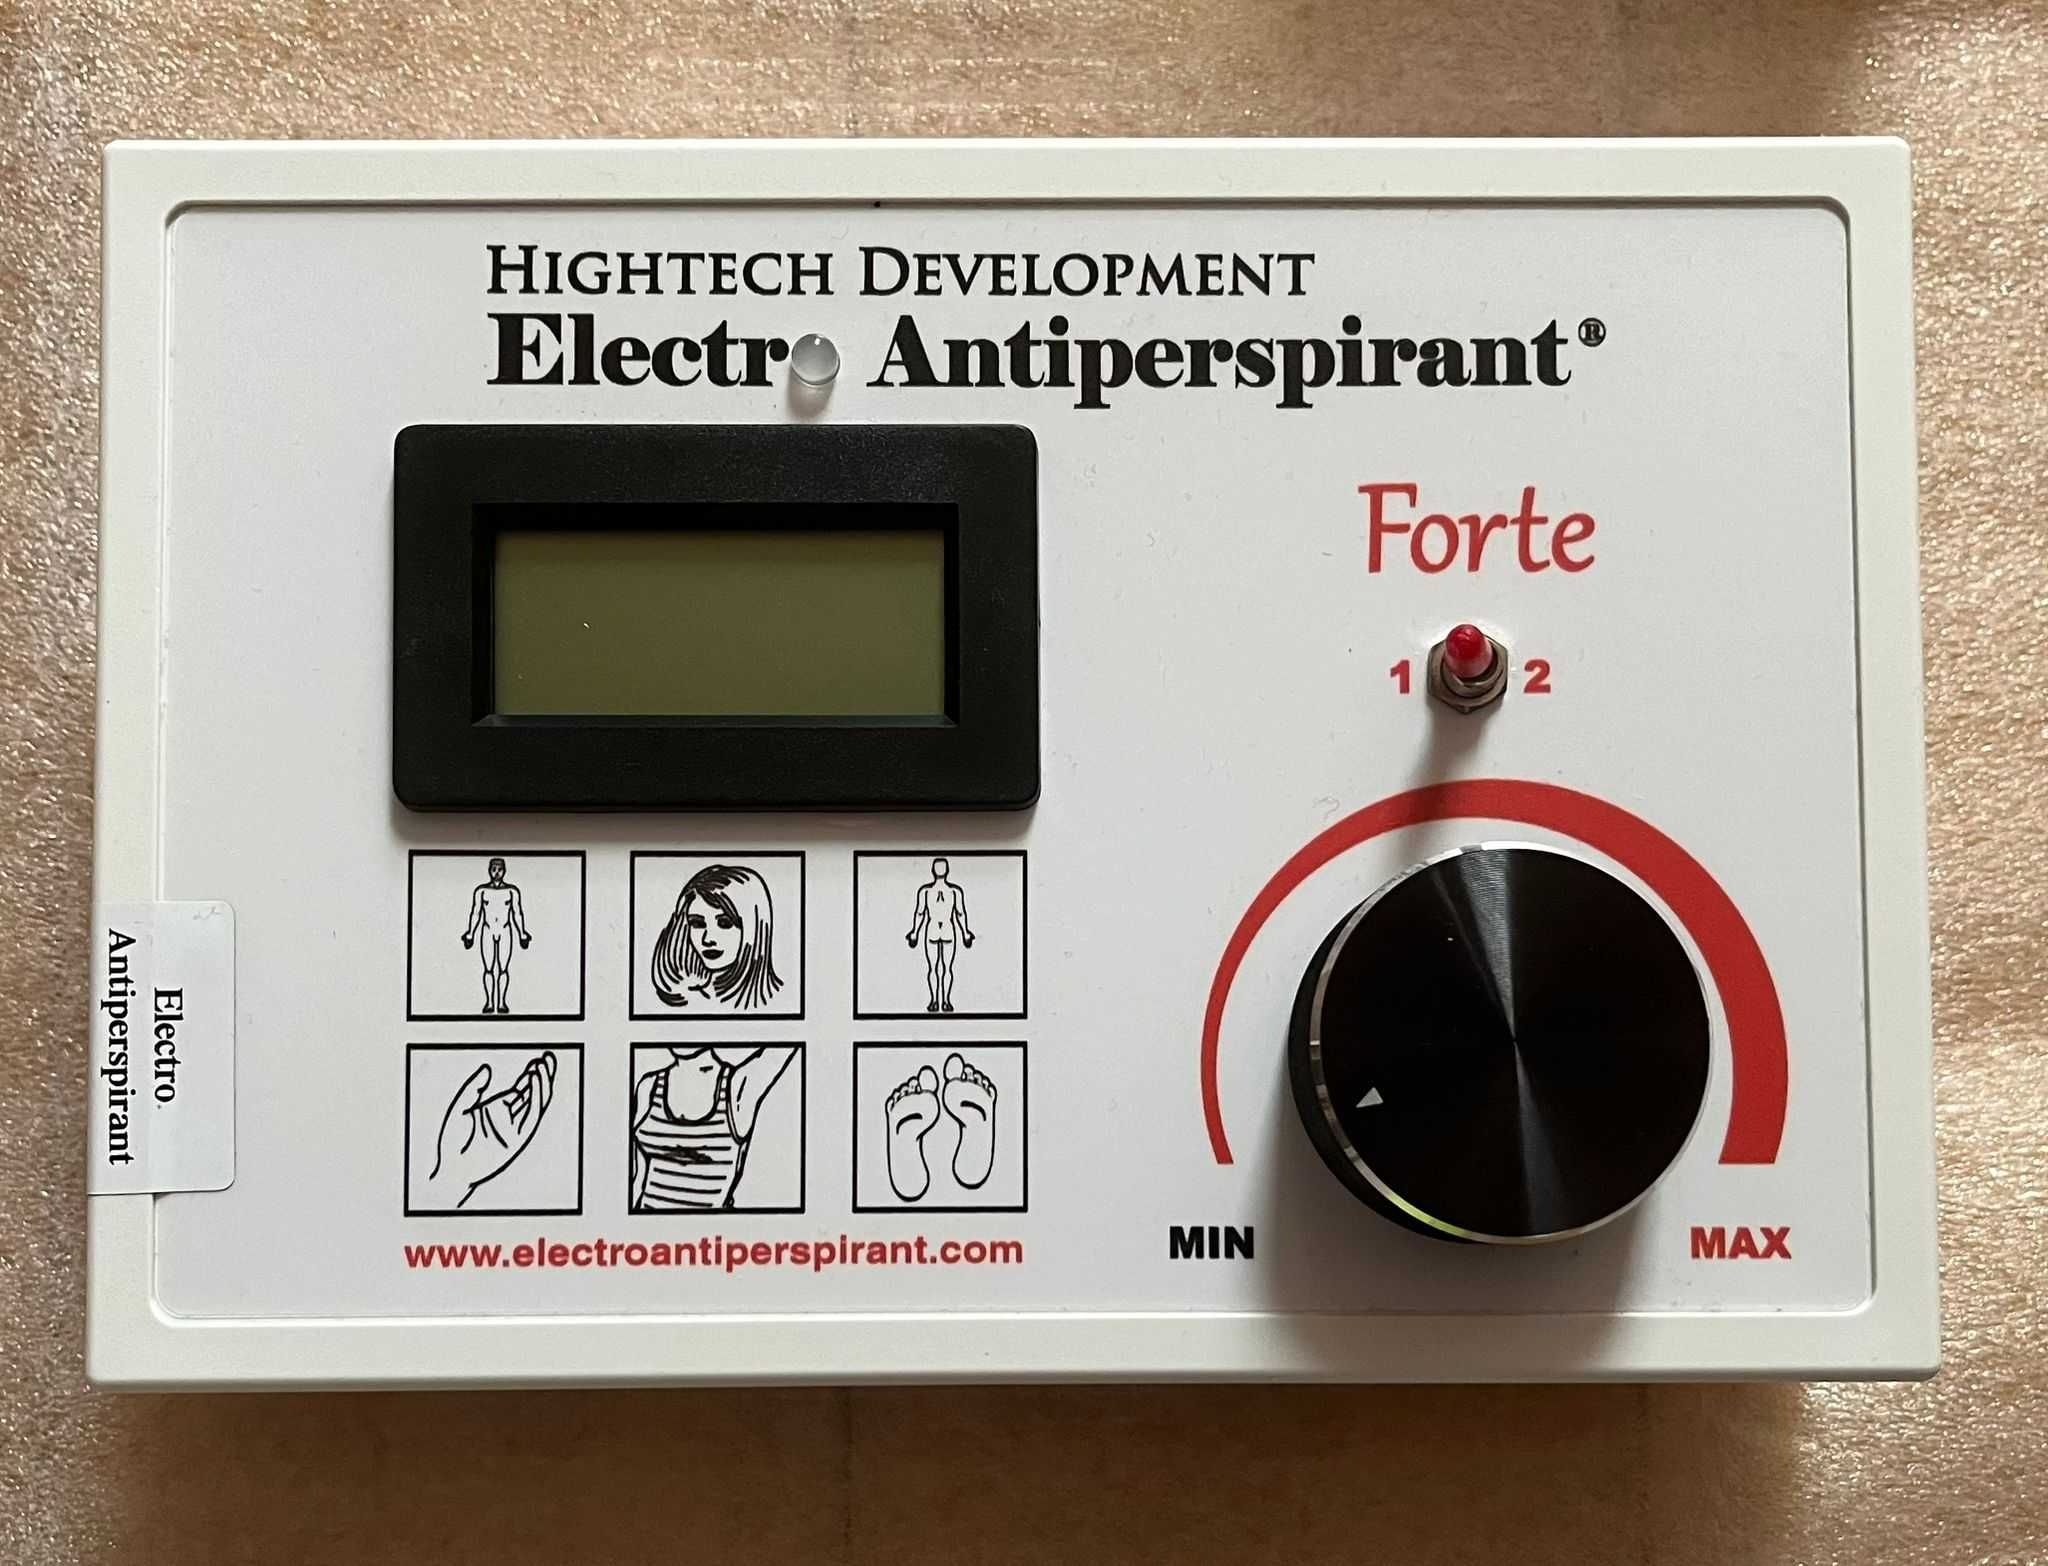 HIGHTECH DEVELOPMENT
Electro Antiperspirant®
Forte
1 2
MIN MAX
www.electroantiperspirant.com
Electro
Antiperspirant